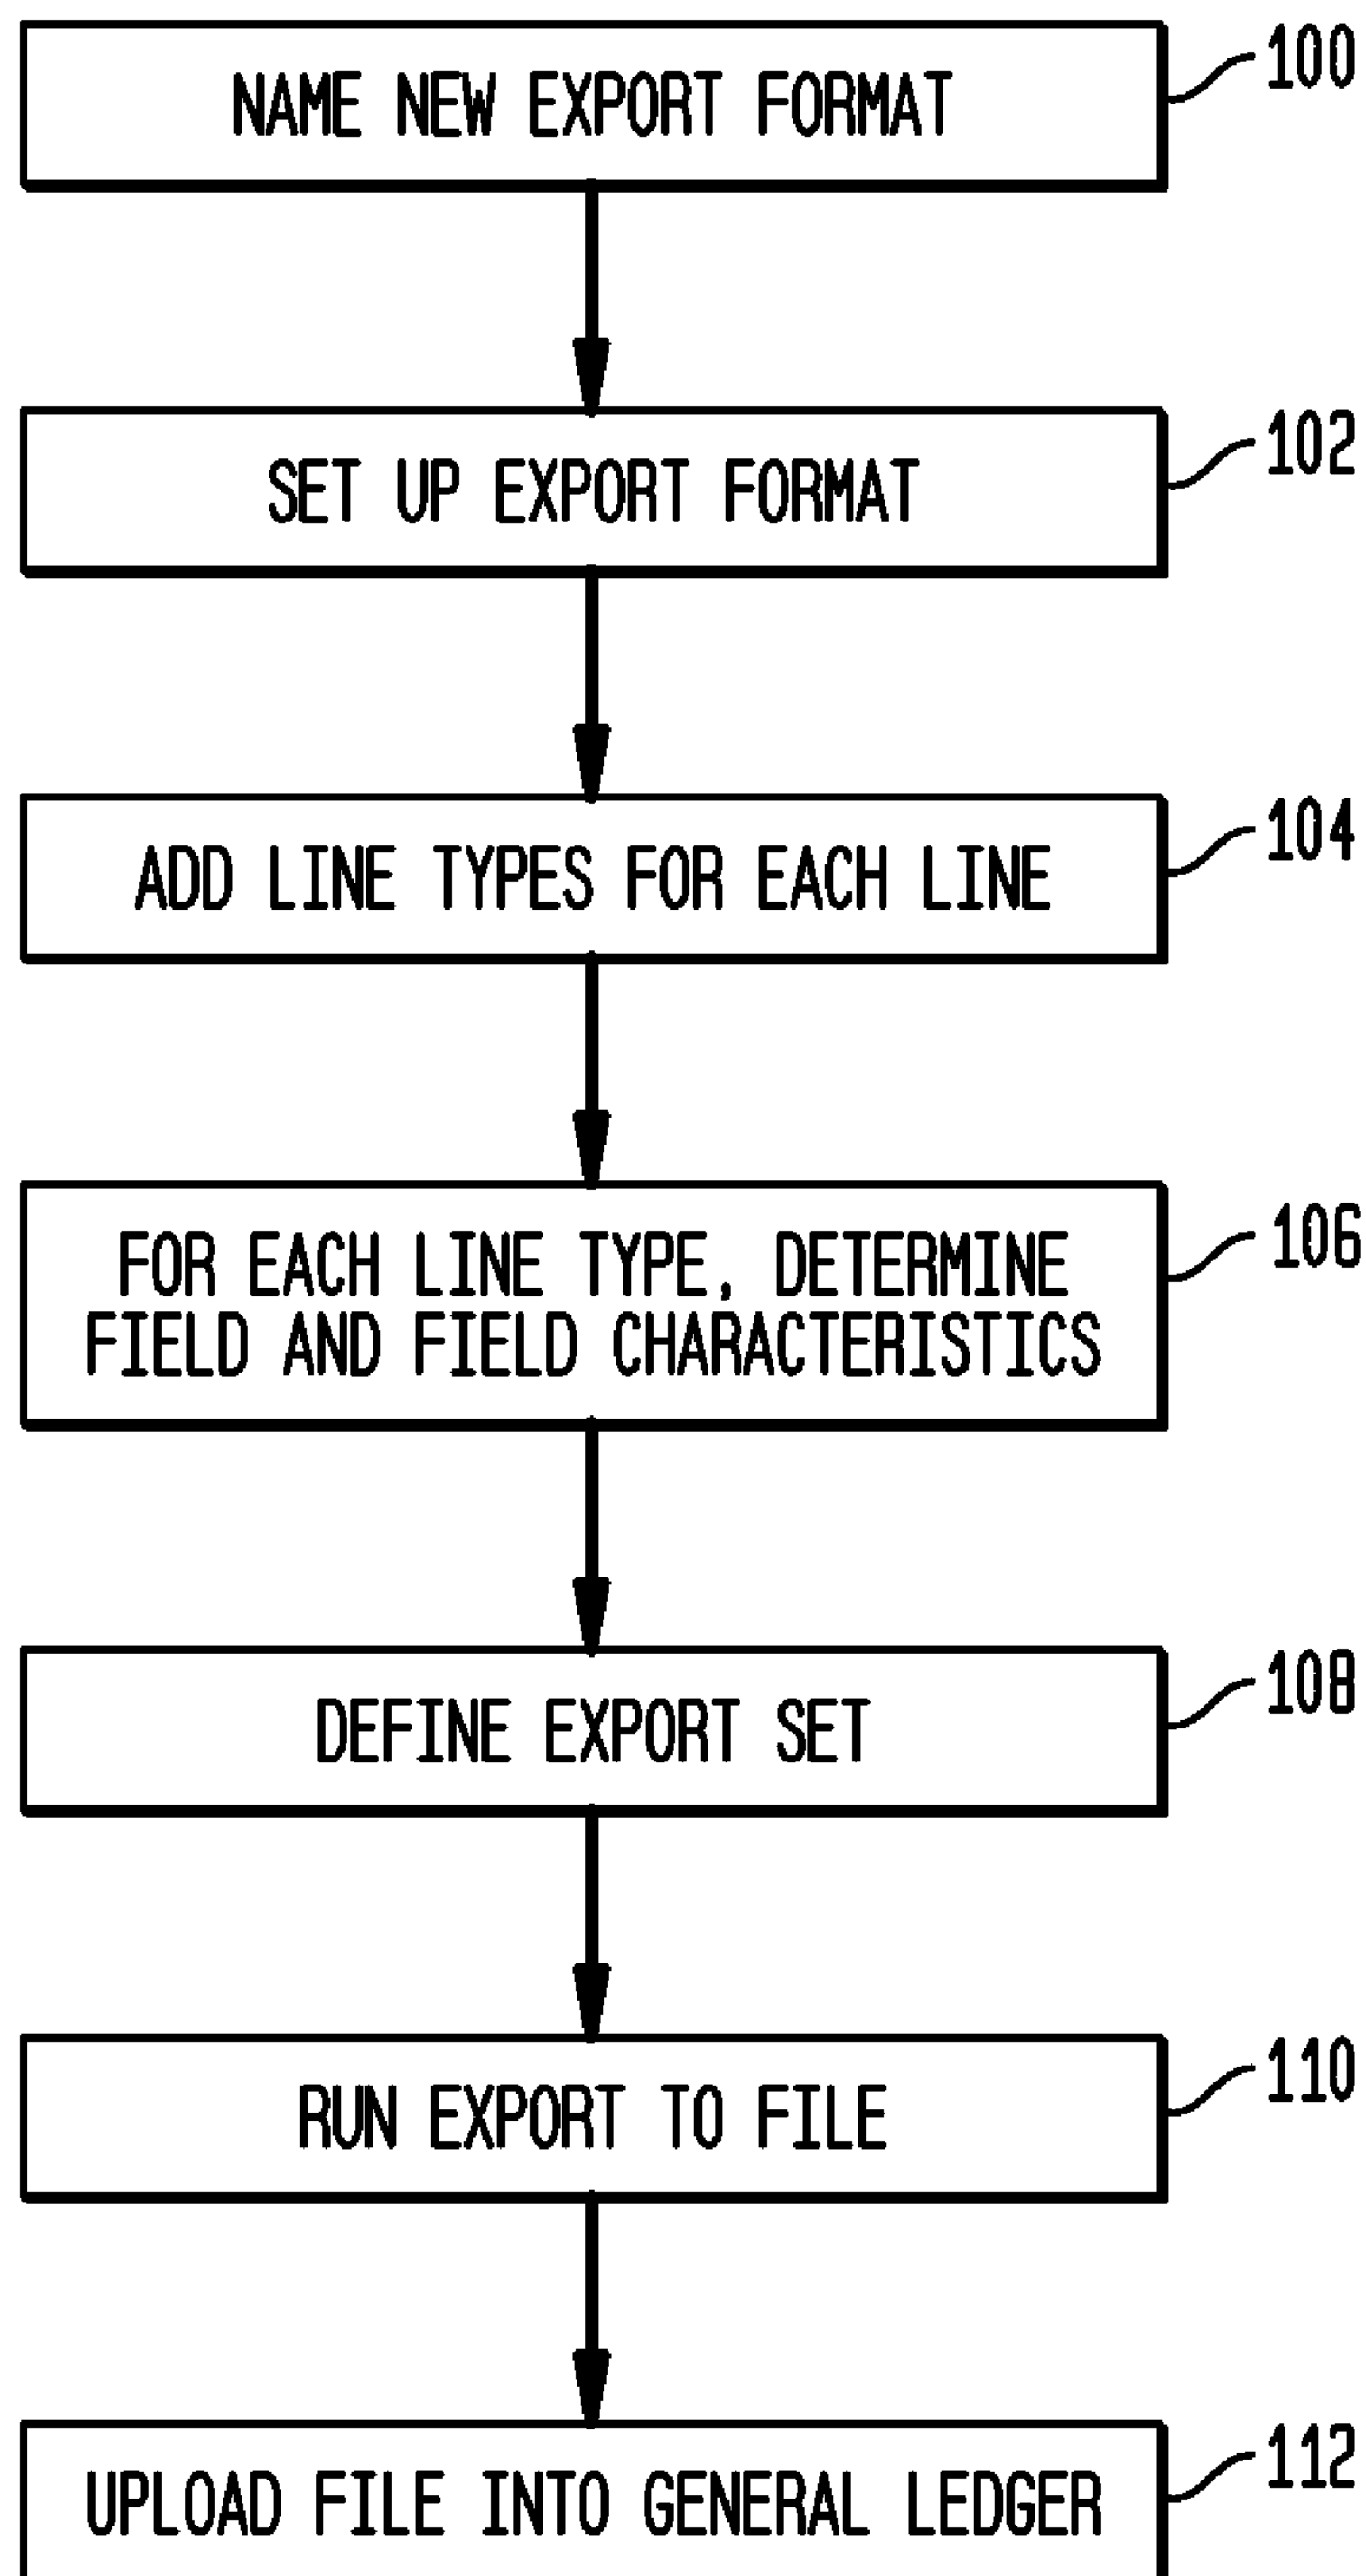 NAME NEW EXPORT FORMAT
100
SET UP EXPORT FORMAT
102
ADD LINE TYPES FOR EACH LINE
104
FOR EACH LINE TYPE, DETERMINE
FIELD AND FIELD CHARACTERISTICS
106
DEFINE EXPORT SET
108
RUN EXPORT TO FILE
110
UPLOAD FILE INTO GENERAL LEDGER
112